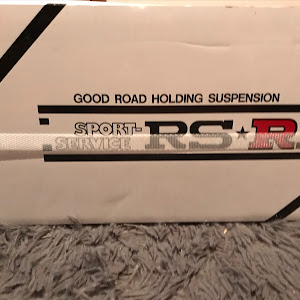 GOOD ROAD HOLDING SUSPENSION
SPORT-
SERVICE
RS★R